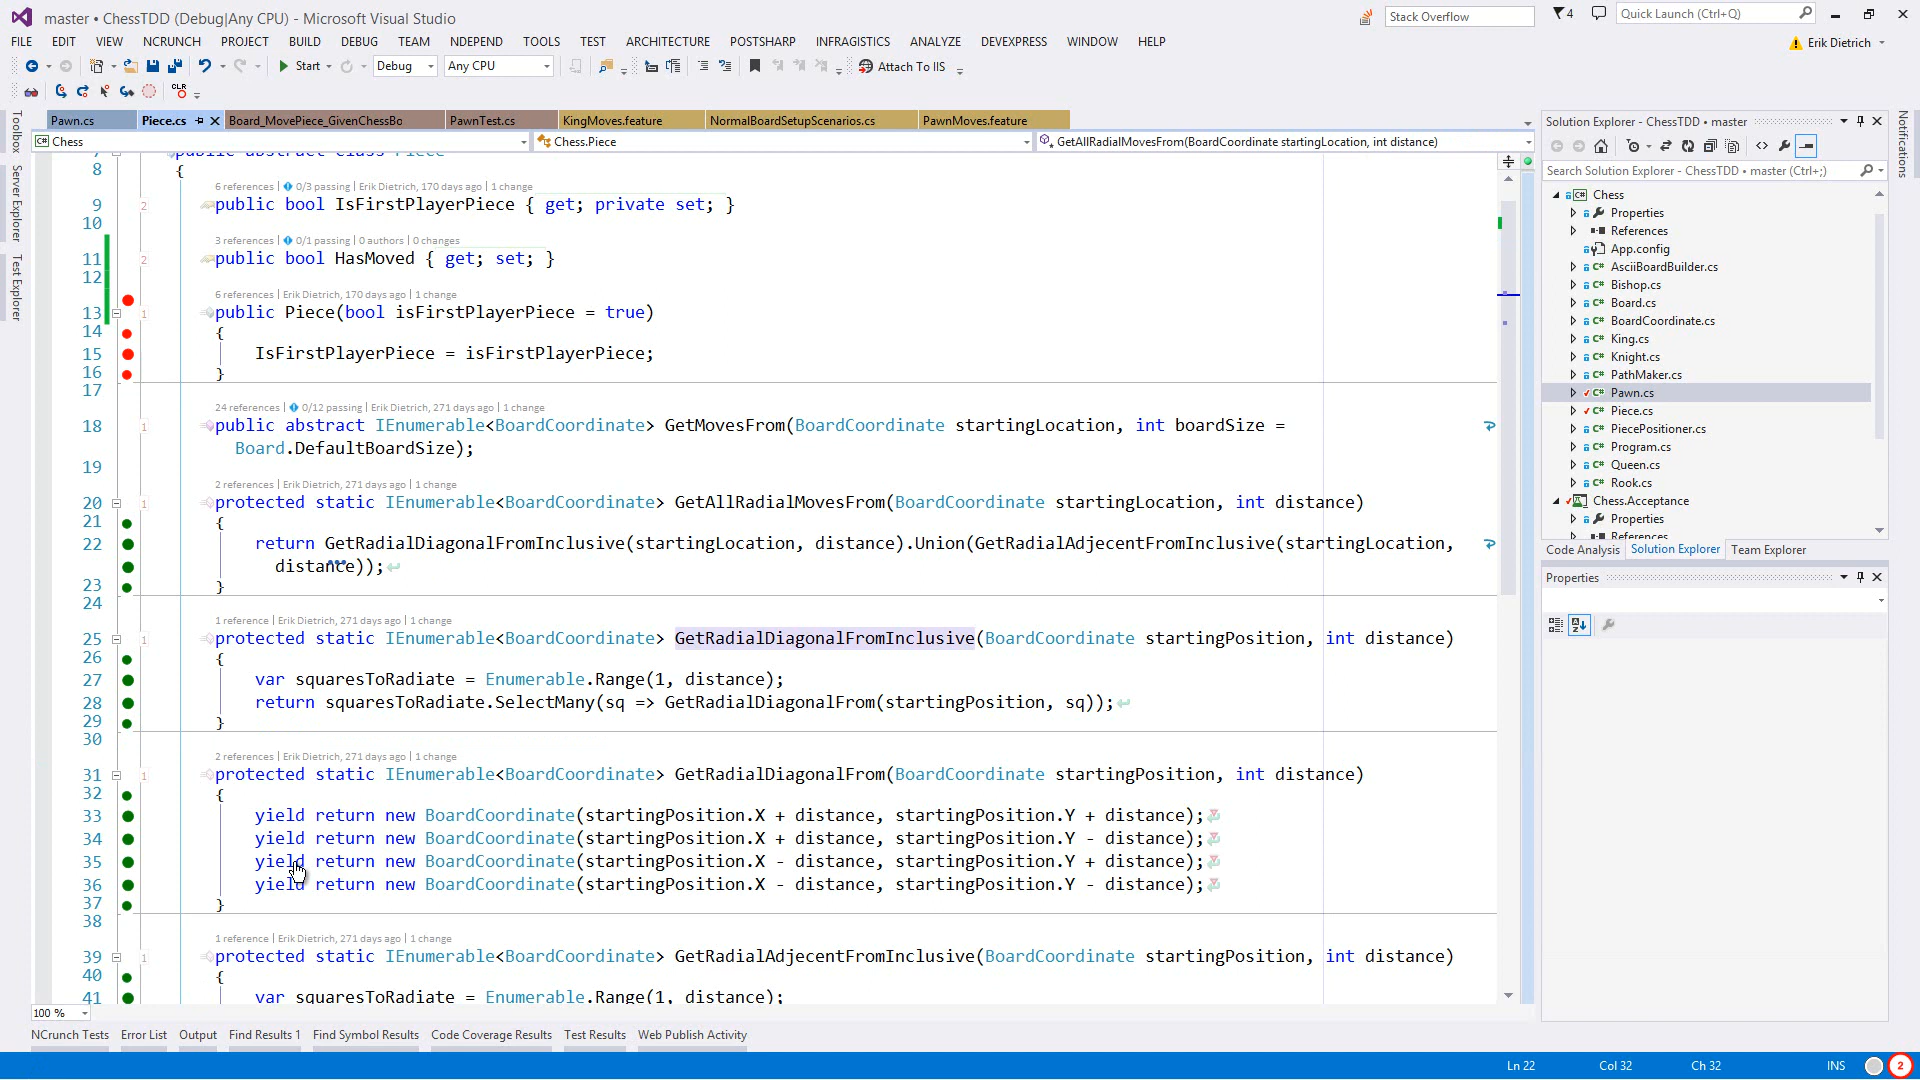 master • ChessTDD (Debug|Any CPU) - Microsoft Visual Studio
Stack Overflow
4
Quick Launch (Ctrl+Q)
FILE EDIT VIEW NCRUNCH PROJECT BUILD DEBUG TEAM NDEPEND TOOLS TEST ARCHITECTURE POSTSHARP INFRAGISTICS ANALYZE DEVEXPRESS WINDOW HELP
Erik Dietrich
Start Debug Any CPU Attach To IIS
CLR
Pawn.cs Piece.cs Board_MovePiece_GivenChessBo PawnTest.cs KingMoves.feature NormalBoardSetupScenarios.cs PawnMoves.feature
Chess Chess.Piece GetAllRadialMovesFrom(BoardCoordinate startingLocation, int distance)
8 {
6 references | 0/3 passing | Erik Dietrich, 170 days ago | 1 change
9 2 public bool IsFirstPlayerPiece { get; private set; }
10
3 references | 0/1 passing | 0 authors | 0 changes
11 2 public bool HasMoved { get; set; }
12
6 references | Erik Dietrich, 170 days ago | 1 change
13 1 public Piece(bool isFirstPlayerPiece = true)
14 {
15 IsFirstPlayerPiece = isFirstPlayerPiece;
16 }
17
24 references | 0/12 passing | Erik Dietrich, 271 days ago | 1 change
18 1 public abstract IEnumerable<BoardCoordinate> GetMovesFrom(BoardCoordinate startingLocation, int boardSize =
Board.DefaultBoardSize);
19
2 references | Erik Dietrich, 271 days ago | 1 change
20 1 protected static IEnumerable<BoardCoordinate> GetAllRadialMovesFrom(BoardCoordinate startingLocation, int distance)
21 {
22 return GetRadialDiagonalFromInclusive(startingLocation, distance).Union(GetRadialAdjecentFromInclusive(startingLocation,
distance));
23 }
24
1 reference | Erik Dietrich, 271 days ago | 1 change
25 1 protected static IEnumerable<BoardCoordinate> GetRadialDiagonalFromInclusive(BoardCoordinate startingPosition, int distance)
26 {
27 var squaresToRadiate = Enumerable.Range(1, distance);
28 return squaresToRadiate.SelectMany(sq => GetRadialDiagonalFrom(startingPosition, sq));
29 }
30
2 references | Erik Dietrich, 271 days ago | 1 change
31 1 protected static IEnumerable<BoardCoordinate> GetRadialDiagonalFrom(BoardCoordinate startingPosition, int distance)
32 {
33 yield return new BoardCoordinate(startingPosition.X + distance, startingPosition.Y + distance);
34 yield return new BoardCoordinate(startingPosition.X + distance, startingPosition.Y - distance);
35 yield return new BoardCoordinate(startingPosition.X - distance, startingPosition.Y + distance);
36 yield return new BoardCoordinate(startingPosition.X - distance, startingPosition.Y - distance);
37 }
38
1 reference | Erik Dietrich, 271 days ago | 1 change
39 1 protected static IEnumerable<BoardCoordinate> GetRadialAdjecentFromInclusive(BoardCoordinate startingPosition, int distance)
40 {
41 var squaresToRadiate = Enumerable.Range(1, distance);
100 %
Toolbox
Server Explorer
Test Explorer
Notifications
Solution Explorer - ChessTDD • master
Search Solution Explorer - ChessTDD • master (Ctrl+;)
Chess
Properties
References
App.config
AsciiBoardBuilder.cs
Bishop.cs
Board.cs
BoardCoordinate.cs
King.cs
Knight.cs
PathMaker.cs
Pawn.cs
Piece.cs
PiecePositioner.cs
Program.cs
Queen.cs
Rook.cs
Chess.Acceptance
Properties
References
Code Analysis Solution Explorer Team Explorer
Properties
NCrunch Tests Error List Output Find Results 1 Find Symbol Results Code Coverage Results Test Results Web Publish Activity
Ln 22 Col 32 Ch 32 INS 2